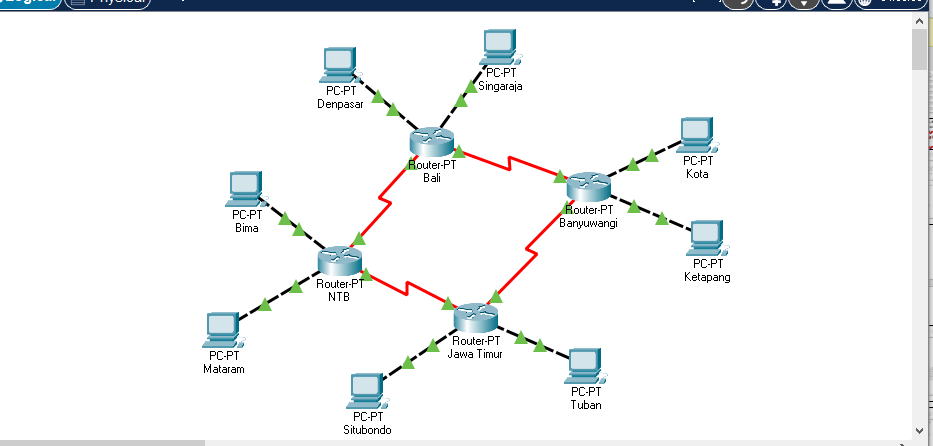 PC-PT
Singaraja
PC-PT
Denpasar
Router-PT
Bali
PC-PT
Kota
Router-PT
Banyuwangi
PC-PT
Bima
PC-PT
Ketapang
Router-PT
NTB
Router-PT
Jawa Timur
PC-PT
Mataram
PC-PT
Tuban
PC-PT
Situbondo